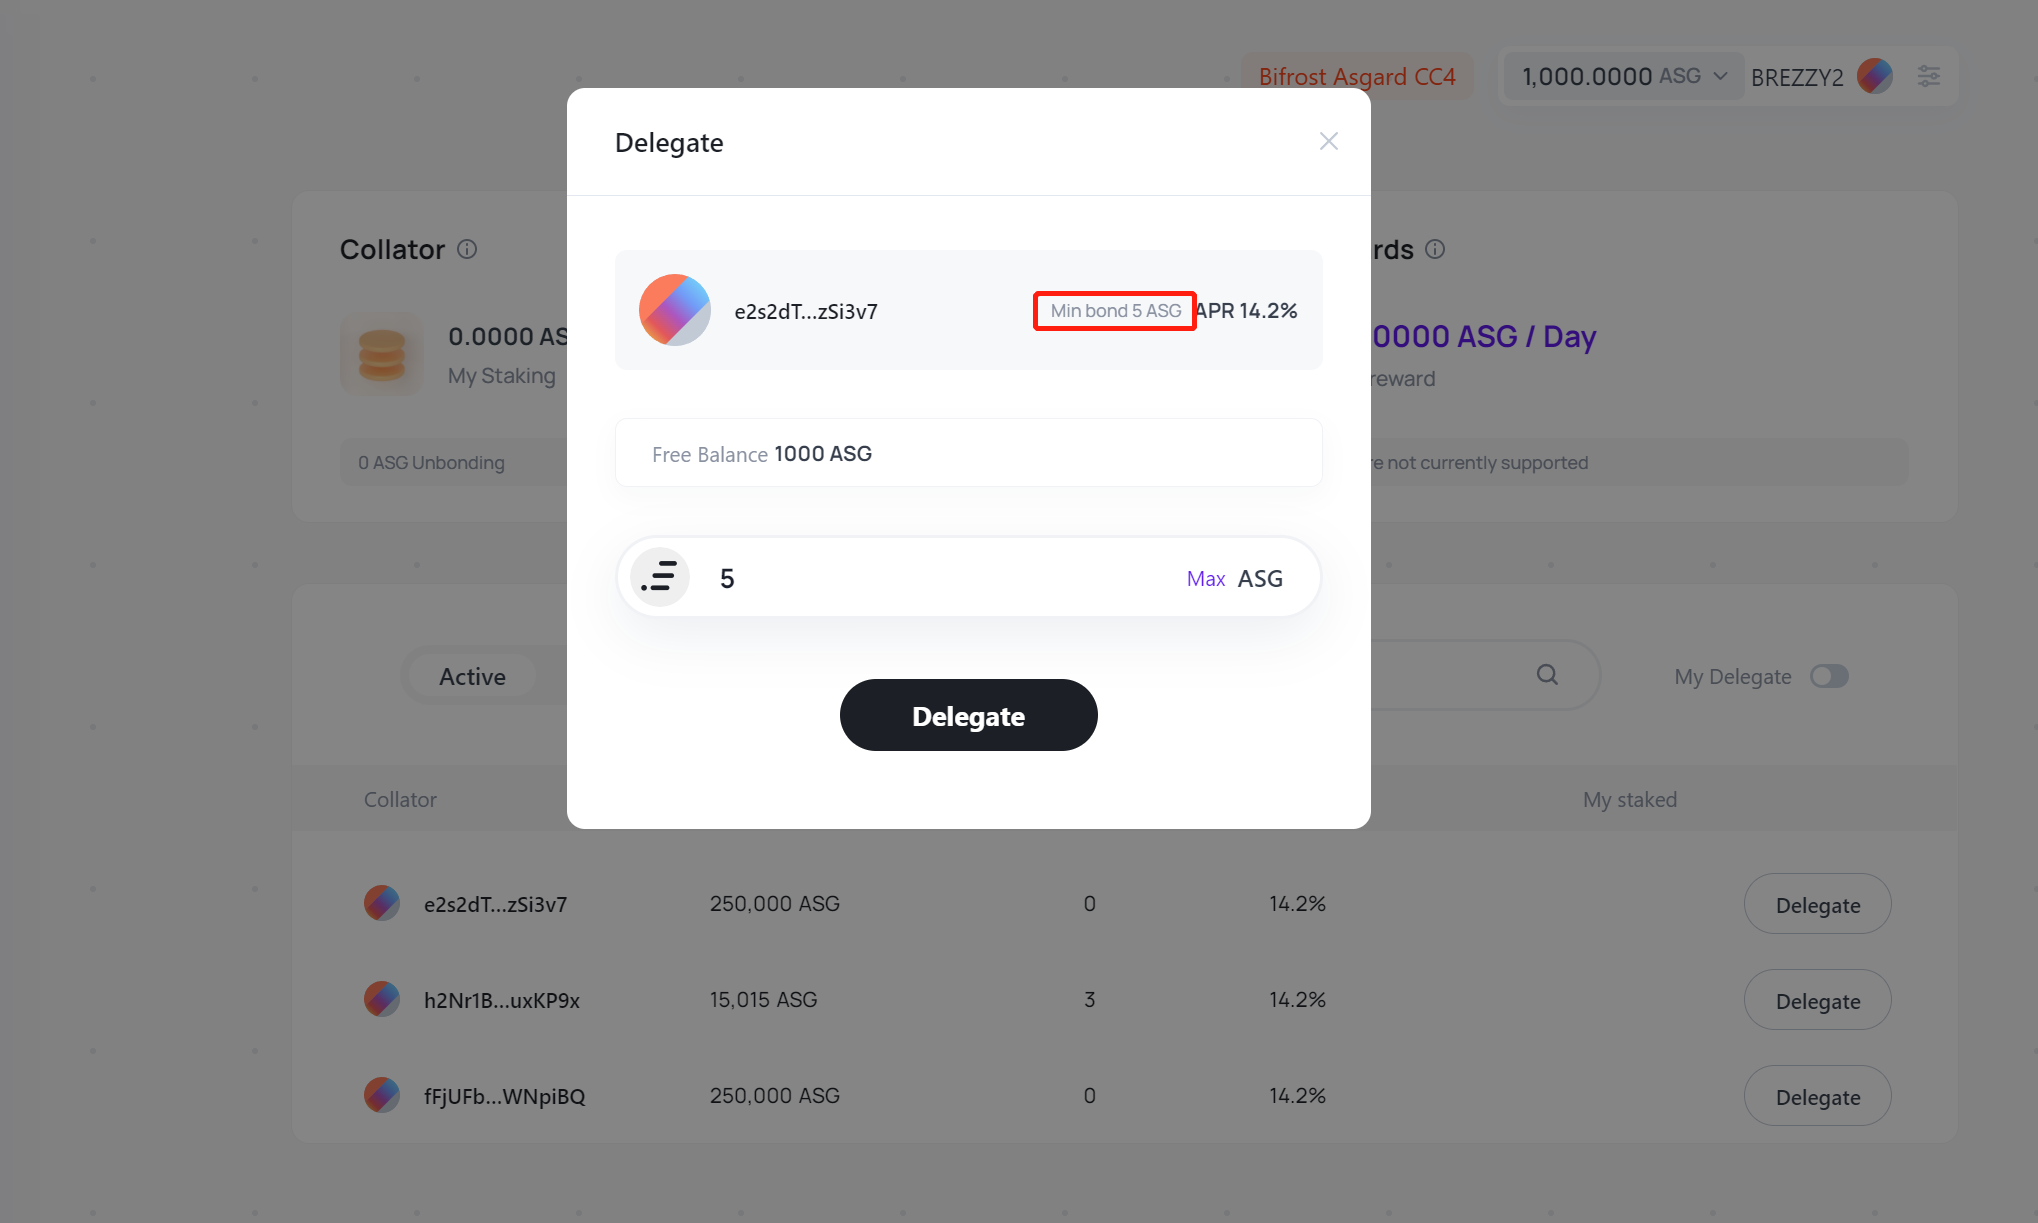 Bifrost Asgard CC4
1,000.0000 ASG
BREZZY2
Delegate
Collator
rds
e2s2dT...zSi3v7
Min bond 5 ASG
APR 14.2%
0.0000 AS
My Staking
0000 ASG / Day
reward
Free Balance 1000 ASG
0 ASG Unbonding
e not currently supported
5
Max ASG
Active
My Delegate
Delegate
Collator
My staked
e2s2dT...zSi3v7 250,000 ASG 0 14.2% Delegate
h2Nr1B...uxKP9x 15,015 ASG 3 14.2% Delegate
fFjUFb...WNpiBQ 250,000 ASG 0 14.2% Delegate